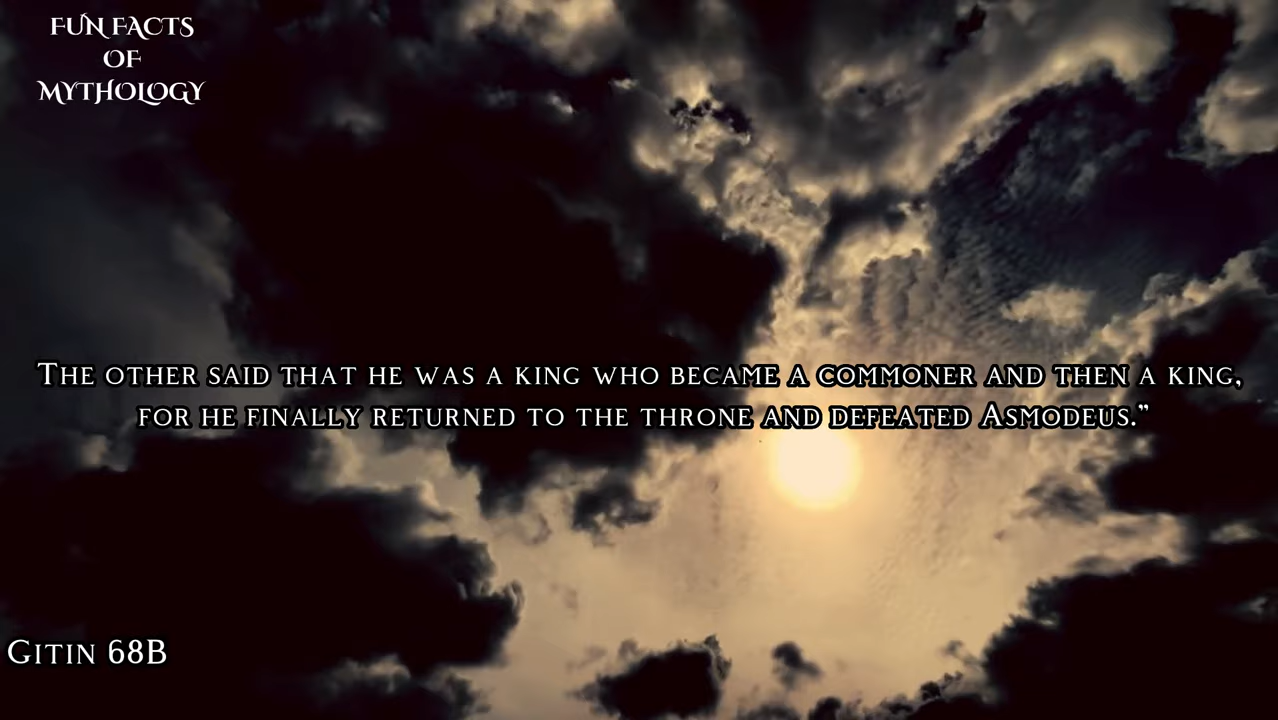 FUN FACTS
OF
MYTHOLOGY
The other said that he was a king who became a commoner and then a king,
for he finally returned to the throne and defeated Asmodeus.”
Gitin 68B